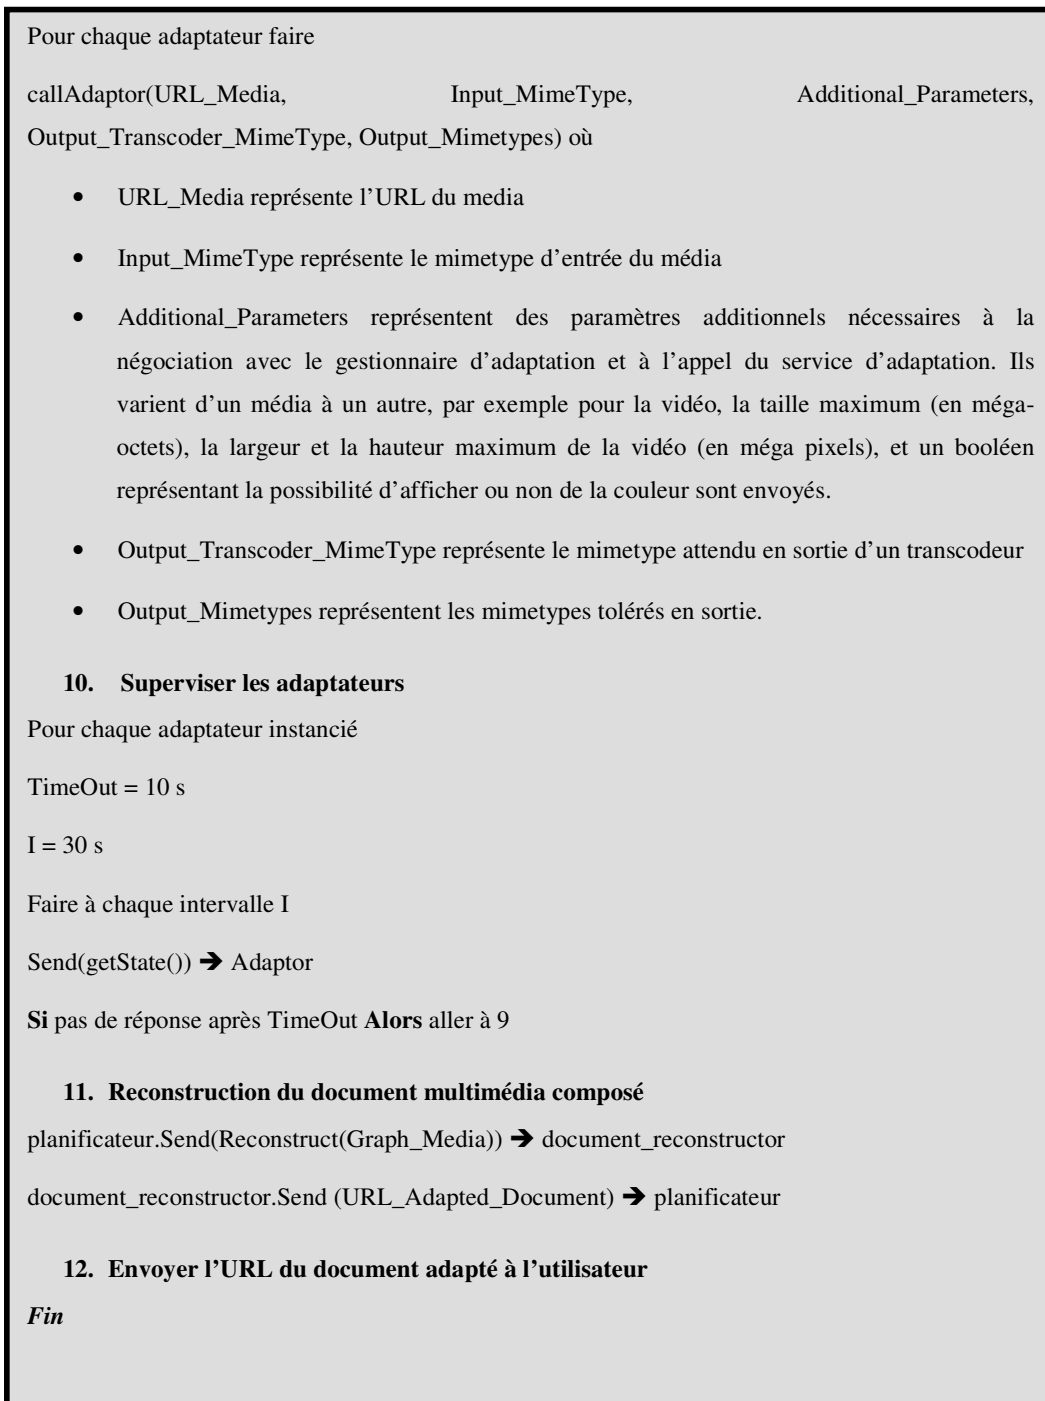 Pour chaque adaptateur faire
callAdaptor(URL_Media, Input_MimeType, Additional_Parameters,
Output_Transcoder_MimeType, Output_Mimetypes) où
• URL_Media représente l’URL du media
• Input_MimeType représente le mimetype d’entrée du média
• Additional_Parameters représentent des paramètres additionnels nécessaires à la
négociation avec le gestionnaire d’adaptation et à l’appel du service d’adaptation. Ils
varient d’un média à un autre, par exemple pour la vidéo, la taille maximum (en méga-
octets), la largeur et la hauteur maximum de la vidéo (en méga pixels), et un booléen
représentant la possibilité d’afficher ou non de la couleur sont envoyés.
• Output_Transcoder_MimeType représente le mimetype attendu en sortie d’un transcodeur
• Output_Mimetypes représentent les mimetypes tolérés en sortie.
10. Superviser les adaptateurs
Pour chaque adaptateur instancié
TimeOut = 10 s
I = 30 s
Faire à chaque intervalle I
Send(getState()) ➔ Adaptor
Si pas de réponse après TimeOut Alors aller à 9
11. Reconstruction du document multimédia composé
planificateur.Send(Reconstruct(Graph_Media)) ➔ document_reconstructor
document_reconstructor.Send (URL_Adapted_Document) ➔ planificateur
12. Envoyer l’URL du document adapté à l’utilisateur
Fin